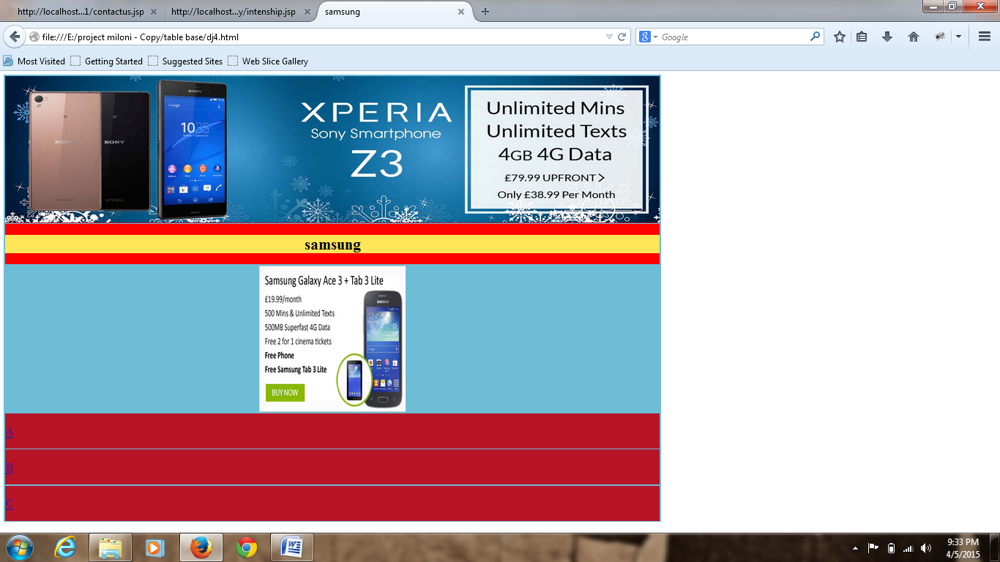 http://localhost...1/contactus.jsp
http://localhost...y/intenship.jsp
samsung
file:///E:/project miloni - Copy/table base/dj4.html
Google
Most Visited
Getting Started
Suggested Sites
Web Slice Gallery
SONY
SONY
SONY
XPERIA
XPERIA
Google
10:35
XPERIA
Sony Smartphone
Z3
Unlimited Mins
Unlimited Texts
4GB 4G Data
£79.99 UPFRONT >
Only £38.99 Per Month
samsung
Samsung Galaxy Ace 3 + Tab 3 Lite
£19.99/month
500 Mins & Unlimited Texts
500MB Superfast 4G Data
Free 2 for 1 cinema tickets
Free Phone
Free Samsung Tab 3 Lite
BUY NOW
SAMSUNG
12:45
A
B
C
9:33 PM
4/5/2015